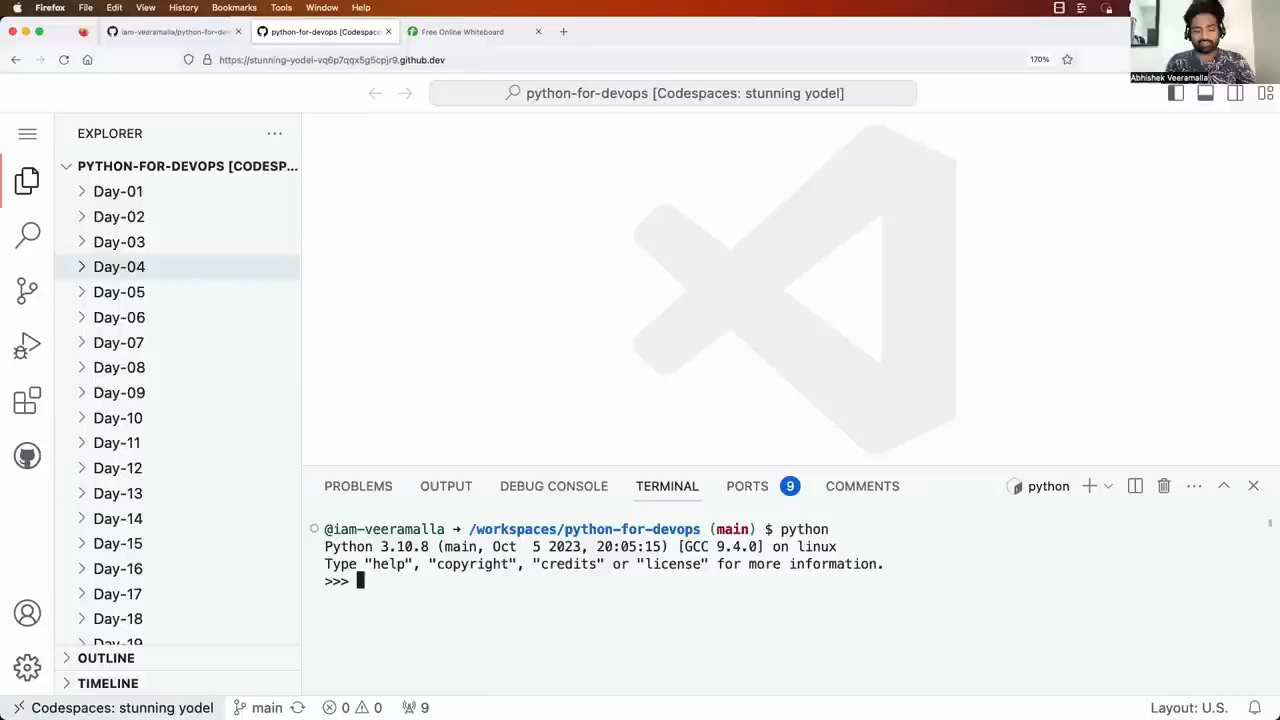 Firefox File Edit View History Bookmarks Tools Window Help
iam-veeramalla/python-for-dev
python-for-devops [Codespace
Free Online Whiteboard
https://stunning-yodel-vq6p7qqx5g5cpjr9.github.dev
170%
Abhishek Veeramalla
python-for-devops [Codespaces: stunning yodel]
EXPLORER
PYTHON-FOR-DEVOPS [CODESP...
Day-01
Day-02
Day-03
Day-04
Day-05
Day-06
Day-07
Day-08
Day-09
Day-10
Day-11
Day-12
Day-13
Day-14
Day-15
Day-16
Day-17
Day-18
Day-19
OUTLINE
TIMELINE
PROBLEMS OUTPUT DEBUG CONSOLE TERMINAL PORTS 9 COMMENTS
python
@iam-veeramalla → /workspaces/python-for-devops (main) $ python
Python 3.10.8 (main, Oct  5 2023, 20:05:15) [GCC 9.4.0] on linux
Type "help", "copyright", "credits" or "license" for more information.
>>>
Codespaces: stunning yodel main 0 0 9 Layout: U.S.